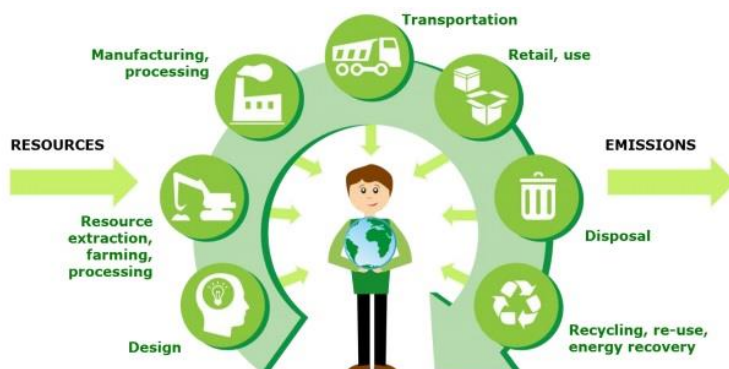 Transportation
Manufacturing,
processing
Retail, use
RESOURCES
EMISSIONS
Resource
extraction,
farming,
processing
Disposal
Design
Recycling, re-use,
energy recovery